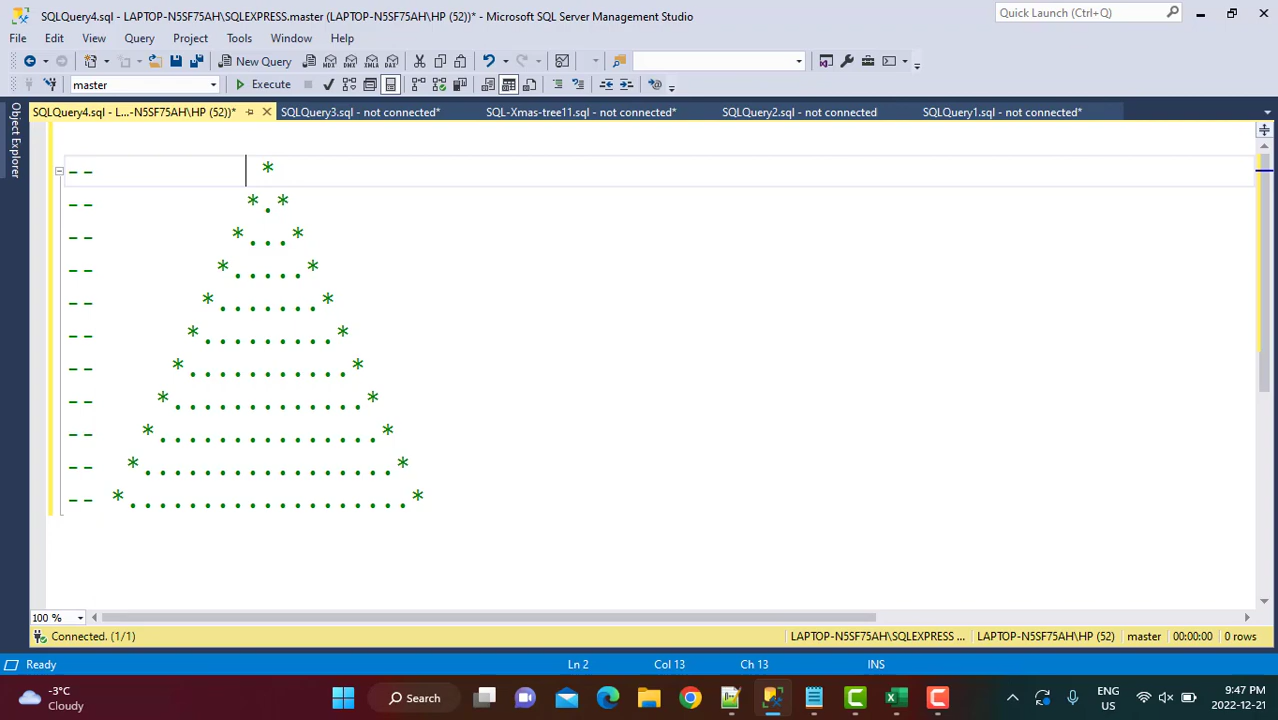 SQLQuery4.sql - LAPTOP-N5SF75AH\SQLEXPRESS.master (LAPTOP-N5SF75AH\HP (52))* - Microsoft SQL Server Management Studio
Quick Launch (Ctrl+Q)
File Edit View Query Project Tools Window Help
New Query MDX DMX XMLA DAX
master Execute
SQLQuery4.sql - L...-N5SF75AH\HP (52))* SQLQuery3.sql - not connected* SQL-Xmas-tree11.sql - not connected* SQLQuery2.sql - not connected SQLQuery1.sql - not connected*
Object Explorer
-- *
-- *.*
-- *...*
-- *.....*
-- *.......*
-- *.........*
-- *...........*
-- *.............*
-- *...............*
-- *.................*
-- *...................*
100 %
Connected. (1/1) LAPTOP-N5SF75AH\SQLEXPRESS ... LAPTOP-N5SF75AH\HP (52) master 00:00:00 0 rows
Ready Ln 2 Col 13 Ch 13 INS
-3°C
Cloudy
Search
ENG
US
9:47 PM
2022-12-21